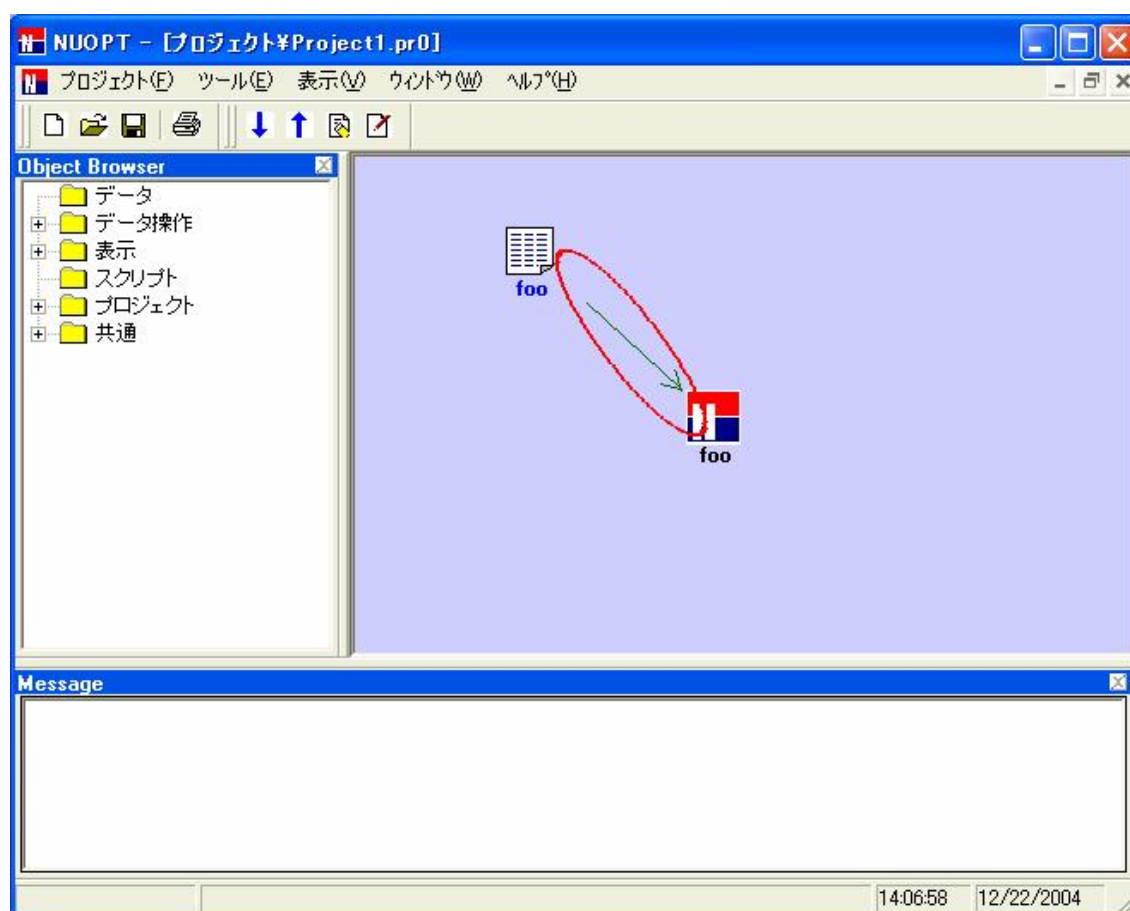 NUOPT - [プロジェクト¥Project1.pr0]
プロジェクト(F) ツール(E) 表示(V) ウィンドウ(W) ヘルプ(H)
Object Browser
データ
データ操作
表示
スクリプト
プロジェクト
共通
foo
foo
Message
14:06:58 12/22/2004